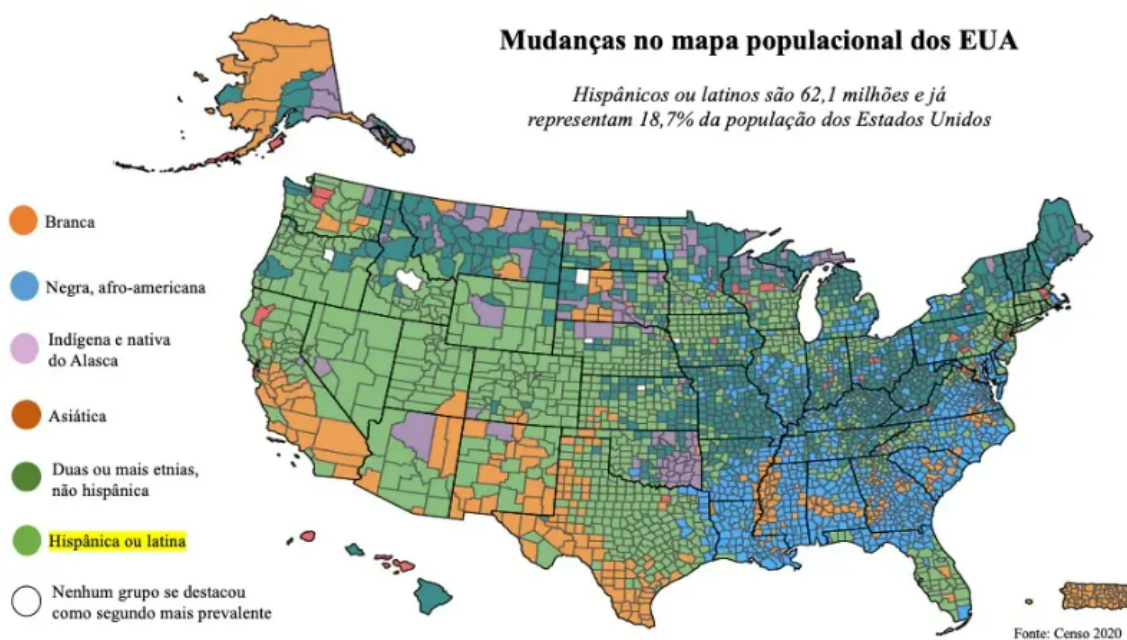 Mudanças no mapa populacional dos EUA
Hispânicos ou latinos são 62,1 milhões e já
representam 18,7% da população dos Estados Unidos
Branca
Negra, afro-americana
Indígena e nativa
do Alasca
Asiática
Duas ou mais etnias,
não hispânica
Hispânica ou latina
Nenhum grupo se destacou
como segundo mais prevalente
Fonte: Censo 2020